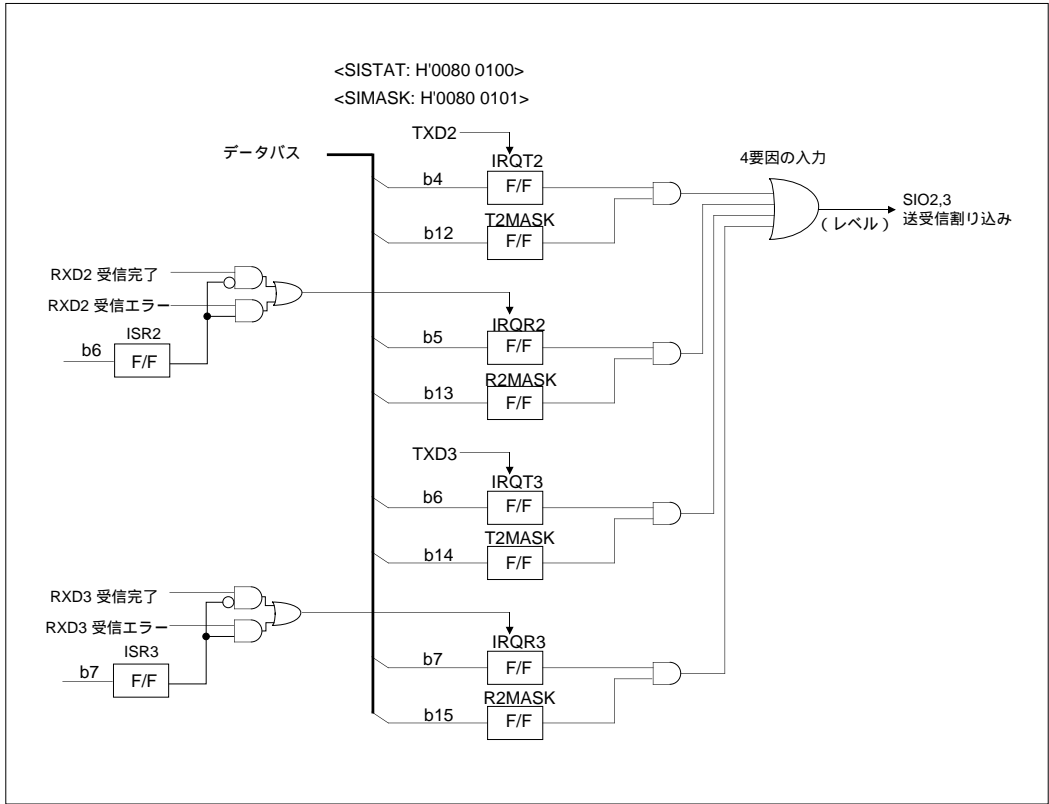 <SISTAT: H'0080 0100>
<SIMASK: H'0080 0101>
データバス
TXD2
IRQT2
b4
F/F
T2MASK
b12
F/F
4要因の入力
(レベル)
SIO2,3
送受信割り込み
RXD2 受信完了
RXD2 受信エラー
ISR2
b6
F/F
IRQR2
b5
F/F
R2MASK
b13
F/F
TXD3
IRQT3
b6
F/F
T2MASK
b14
F/F
RXD3 受信完了
RXD3 受信エラー
ISR3
b7
F/F
IRQR3
b7
F/F
R2MASK
b15
F/F